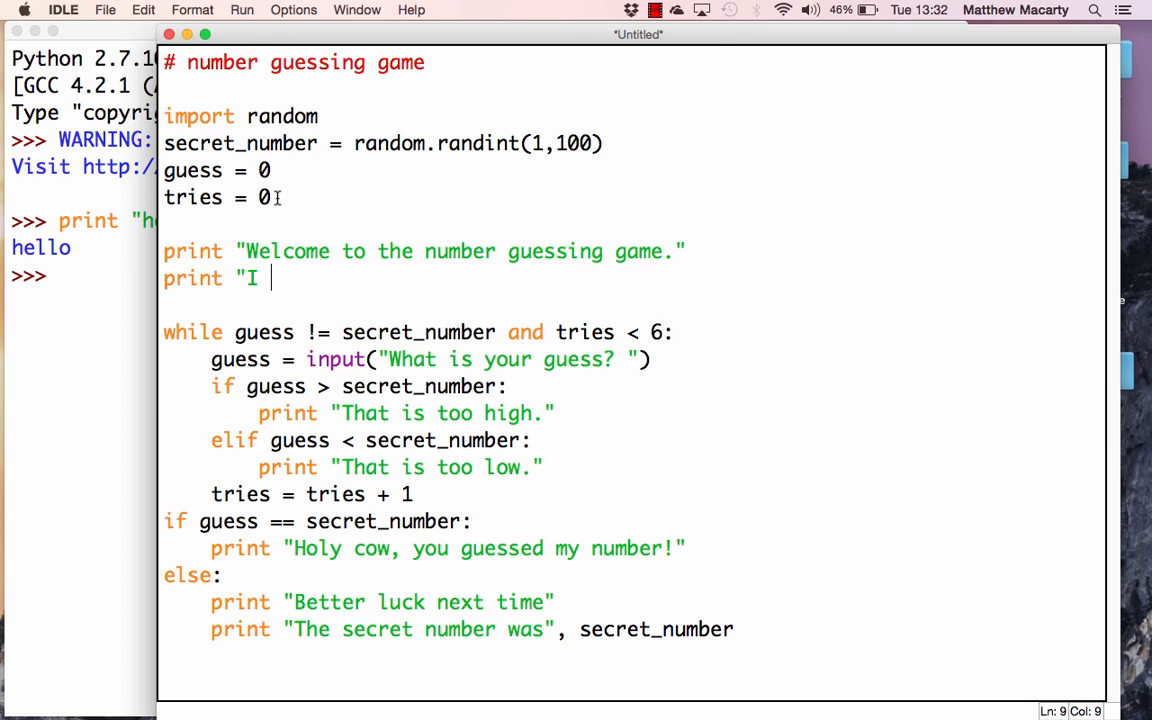 IDLE File Edit Format Run Options Window Help 46% Tue 13:32 Matthew Macarty
*Untitled*
Python 2.7.10
[GCC 4.2.1 (
Type "copyri
>>> WARNING:
Visit http:/
>>> print "h
hello
>>>
# number guessing game
import random
secret_number = random.randint(1,100)
guess = 0
tries = 0
print "Welcome to the number guessing game."
print "I
while guess != secret_number and tries < 6:
    guess = input("What is your guess? ")
    if guess > secret_number:
        print "That is too high."
    elif guess < secret_number:
        print "That is too low."
    tries = tries + 1
if guess == secret_number:
    print "Holy cow, you guessed my number!"
else:
    print "Better luck next time"
    print "The secret number was", secret_number
Ln: 9 Col: 9